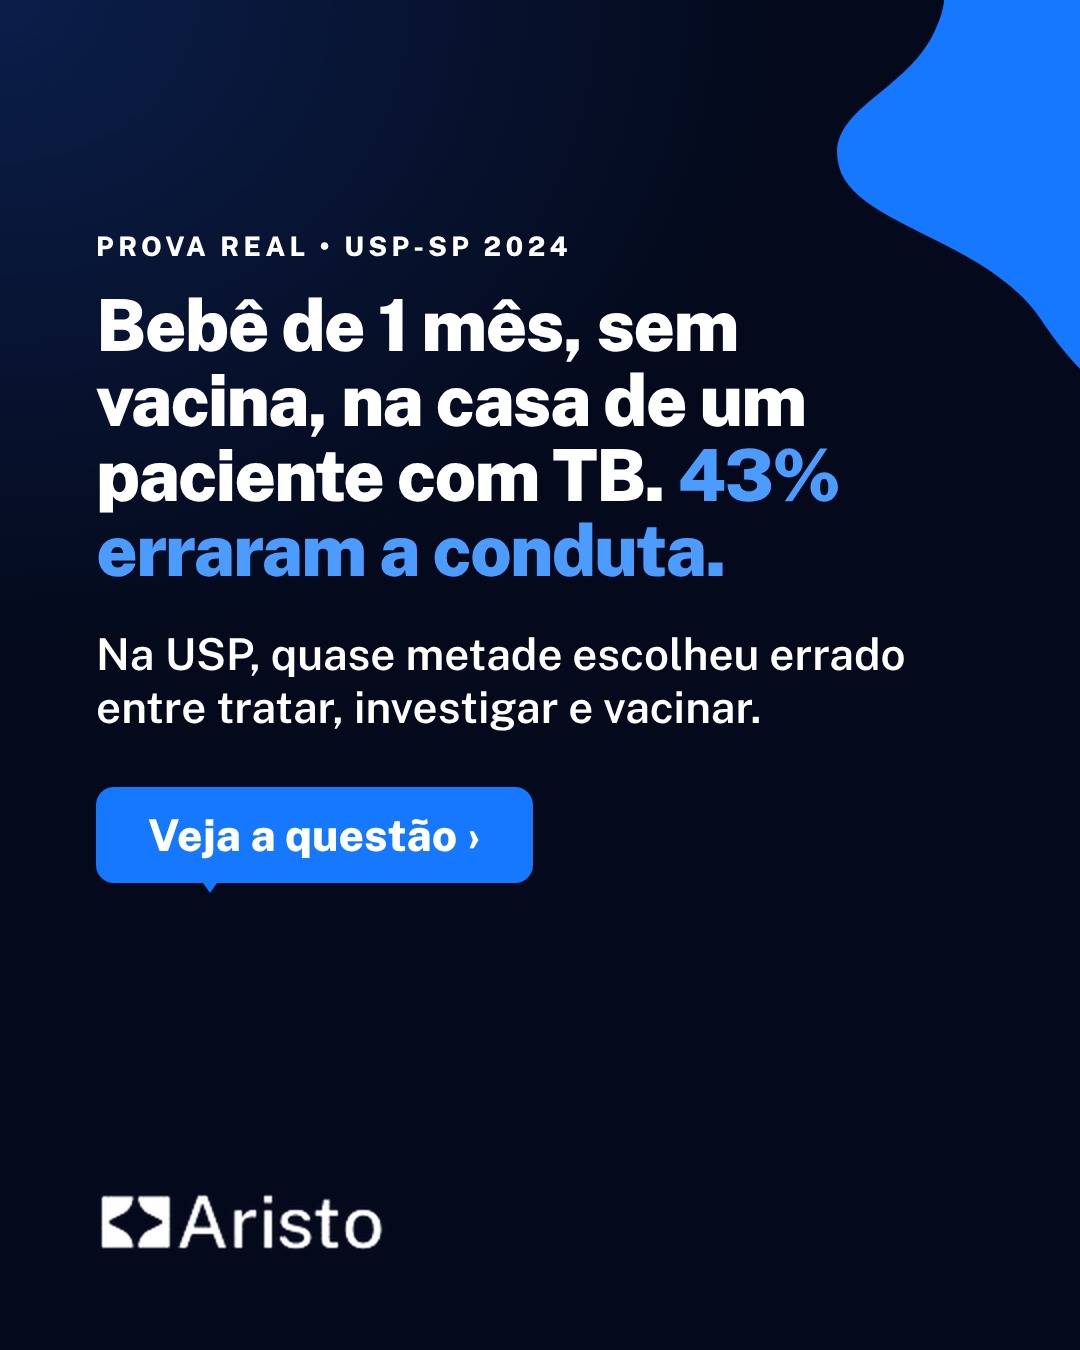 PROVA REAL • USP-SP 2024
Bebê de 1 mês, sem
vacina, na casa de um
paciente com TB. 43%
erraram a conduta.
Na USP, quase metade escolheu errado
entre tratar, investigar e vacinar.
Veja a questão ›
Aristo